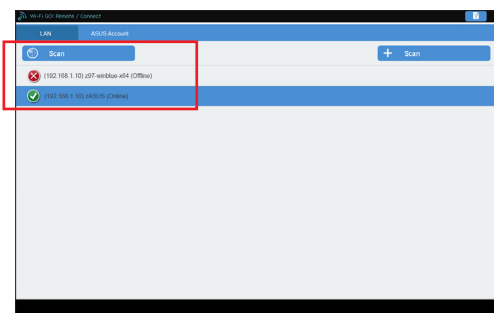 Wi-Fi GO! Remote / Connect
LAN ASUS Account
Scan Scan
(192.168.1.10) z97-winblue-x64 (Offline)
(192.168.1.10) zASUS (Online)